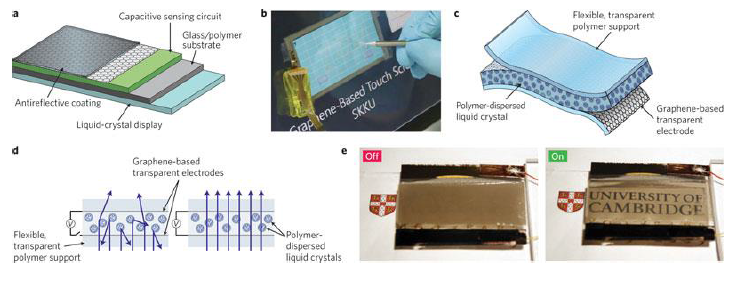 a
Capacitive sensing circuit
Glass/polymer
substrate
Antireflective coating
Liquid-crystal display
b
Graphene-Based Touch Scr
SKKU
c
Flexible, transparent
polymer support
Polymer-dispersed
liquid crystal
Graphene-based
transparent
electrode
d
Graphene-based
transparent electrodes
V
V
Flexible,
transparent
polymer support
Polymer-
dispersed
liquid crystals
e
Off
On
UNIVERSITY OF
CAMBRIDGE